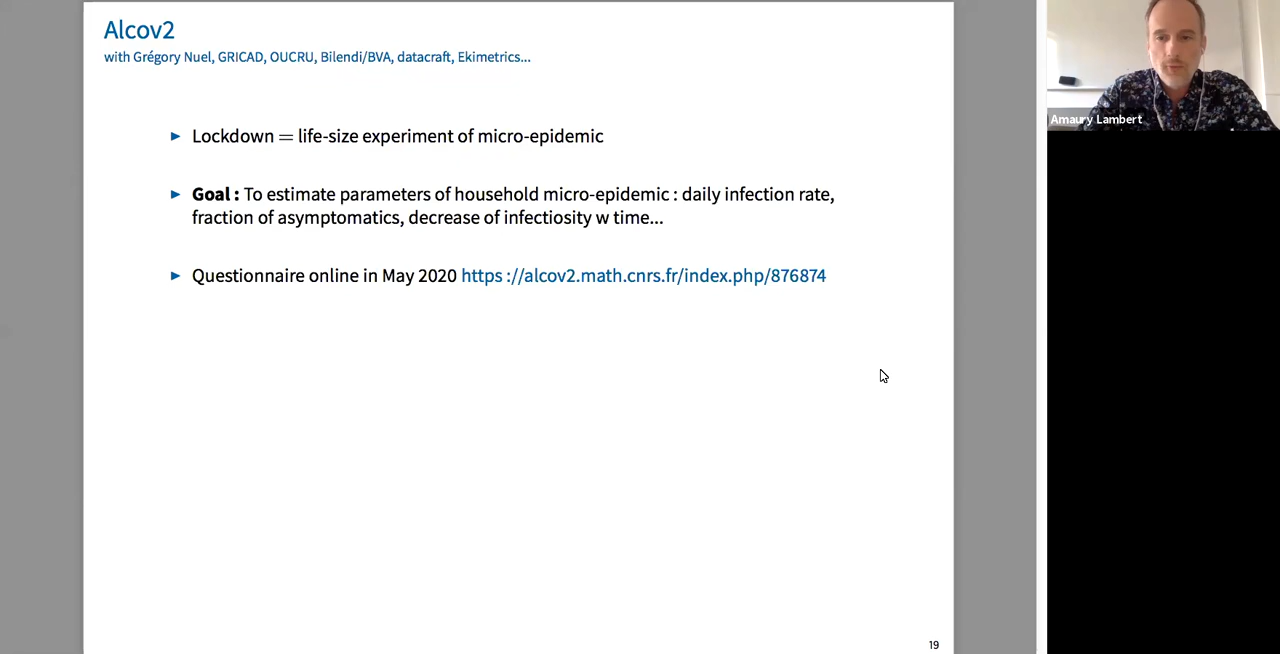 Alcov2
with Grégory Nuel, GRICAD, OUCRU, Bilendi/BVA, datacraft, Ekimetrics...
► Lockdown = life-size experiment of micro-epidemic
► Goal : To estimate parameters of household micro-epidemic : daily infection rate,
fraction of asymptomatics, decrease of infectiosity w time...
► Questionnaire online in May 2020 https ://alcov2.math.cnrs.fr/index.php/876874
19
Amaury Lambert